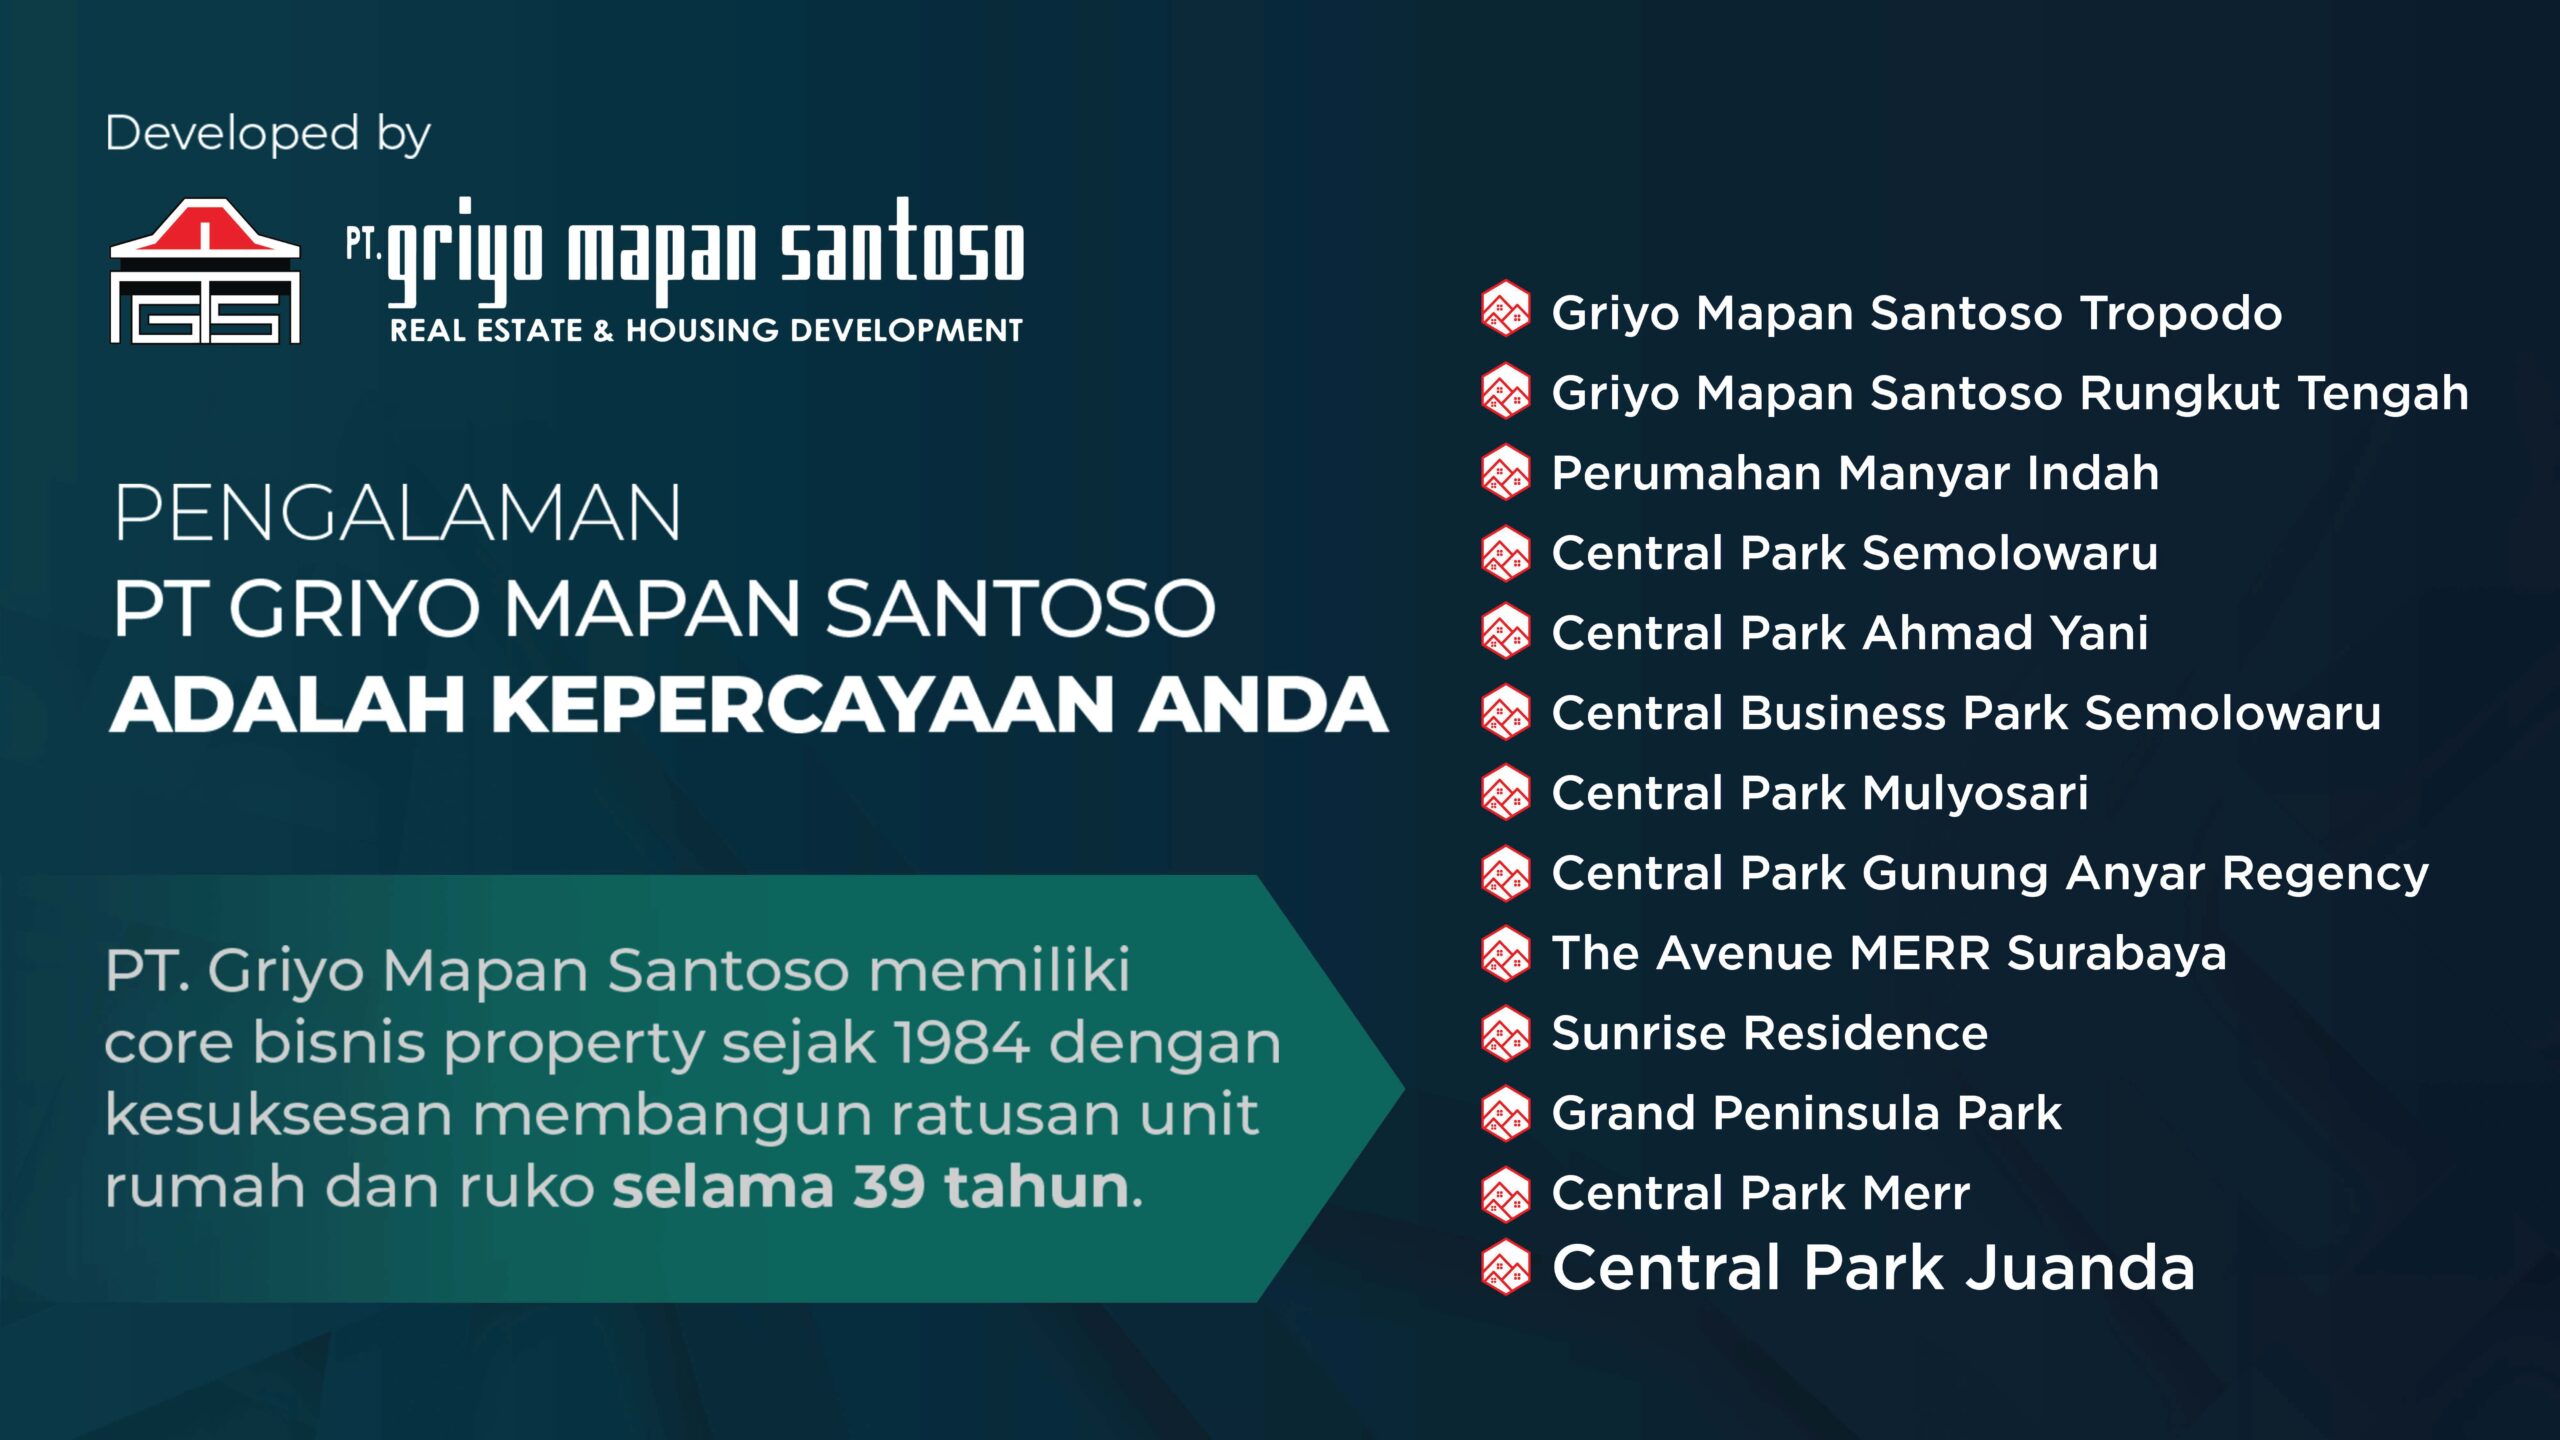 Developed by
PT. griyo mapan santoso
REAL ESTATE & HOUSING DEVELOPMENT
GS
PENGALAMAN
PT GRIYO MAPAN SANTOSO
ADALAH KEPERCAYAAN ANDA
PT. Griyo Mapan Santoso memiliki
core bisnis property sejak 1984 dengan
kesuksesan membangun ratusan unit
rumah dan ruko selama 39 tahun.
Griyo Mapan Santoso Tropodo
Griyo Mapan Santoso Rungkut Tengah
Perumahan Manyar Indah
Central Park Semolowaru
Central Park Ahmad Yani
Central Business Park Semolowaru
Central Park Mulyosari
Central Park Gunung Anyar Regency
The Avenue MERR Surabaya
Sunrise Residence
Grand Peninsula Park
Central Park Merr
Central Park Juanda